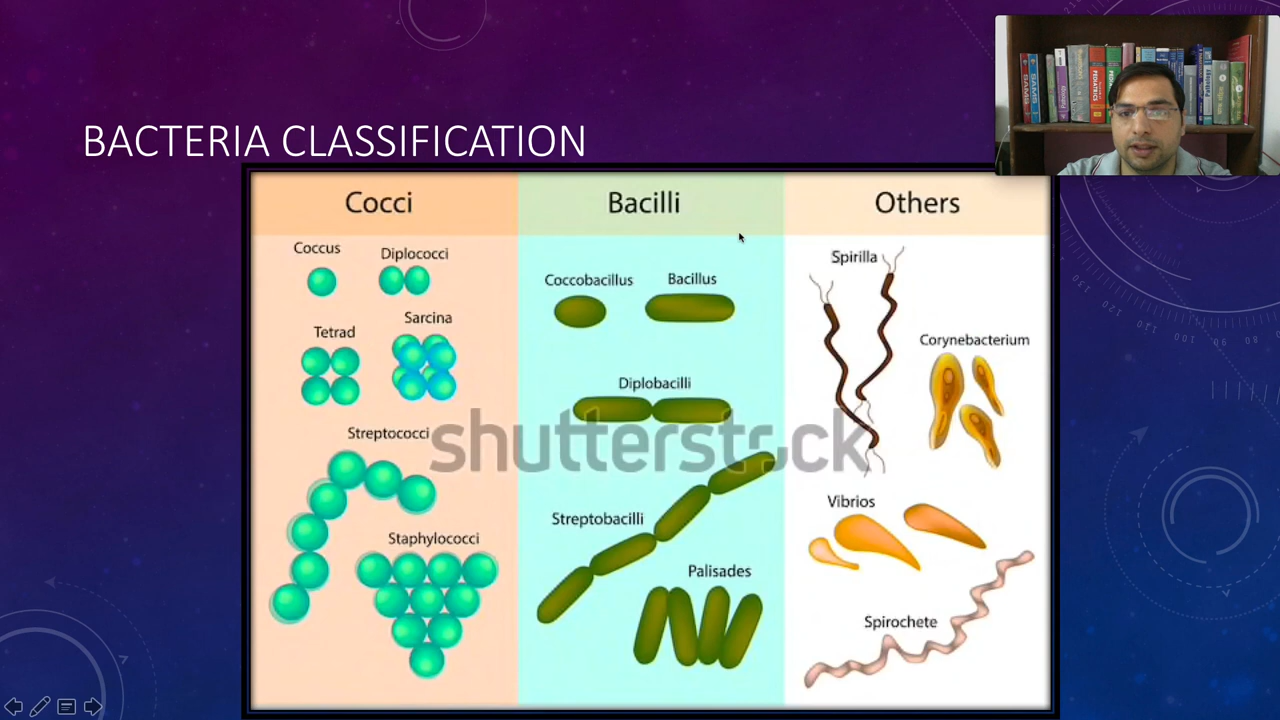 BACTERIA CLASSIFICATION
Cocci
Bacilli
Others
Coccus
Diplococci
Tetrad
Sarcina
Streptococci
Staphylococci
Coccobacillus
Bacillus
Diplobacilli
Streptobacilli
Palisades
Spirilla
Corynebacterium
Vibrios
Spirochete
shutterstock
PEDIATRICS